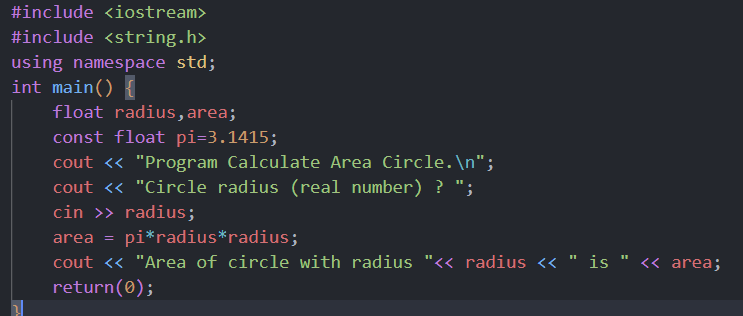 #include <iostream>
#include <string.h>
using namespace std;
int main() {
    float radius,area;
    const float pi=3.1415;
    cout << "Program Calculate Area Circle.\n";
    cout << "Circle radius (real number) ? ";
    cin >> radius;
    area = pi*radius*radius;
    cout << "Area of circle with radius "<< radius << " is " << area;
    return(0);
}